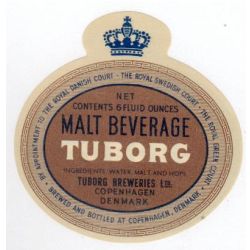 BY APPOINTMENT TO THE ROYAL DANISH COURT · THE ROYAL SWEDISH COURT · THE ROYAL GREEK COURT
NET
CONTENTS 6 FLUID OUNCES
MALT BEVERAGE
TUBORG
INGREDIENTS: WATER, MALT AND HOPS
TUBORG BREWERIES LTD.
COPENHAGEN
DENMARK
BREWED AND BOTTLED AT COPENHAGEN, DENMARK